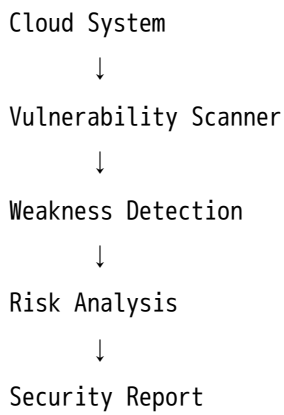 Cloud System
↓
Vulnerability Scanner
↓
Weakness Detection
↓
Risk Analysis
↓
Security Report